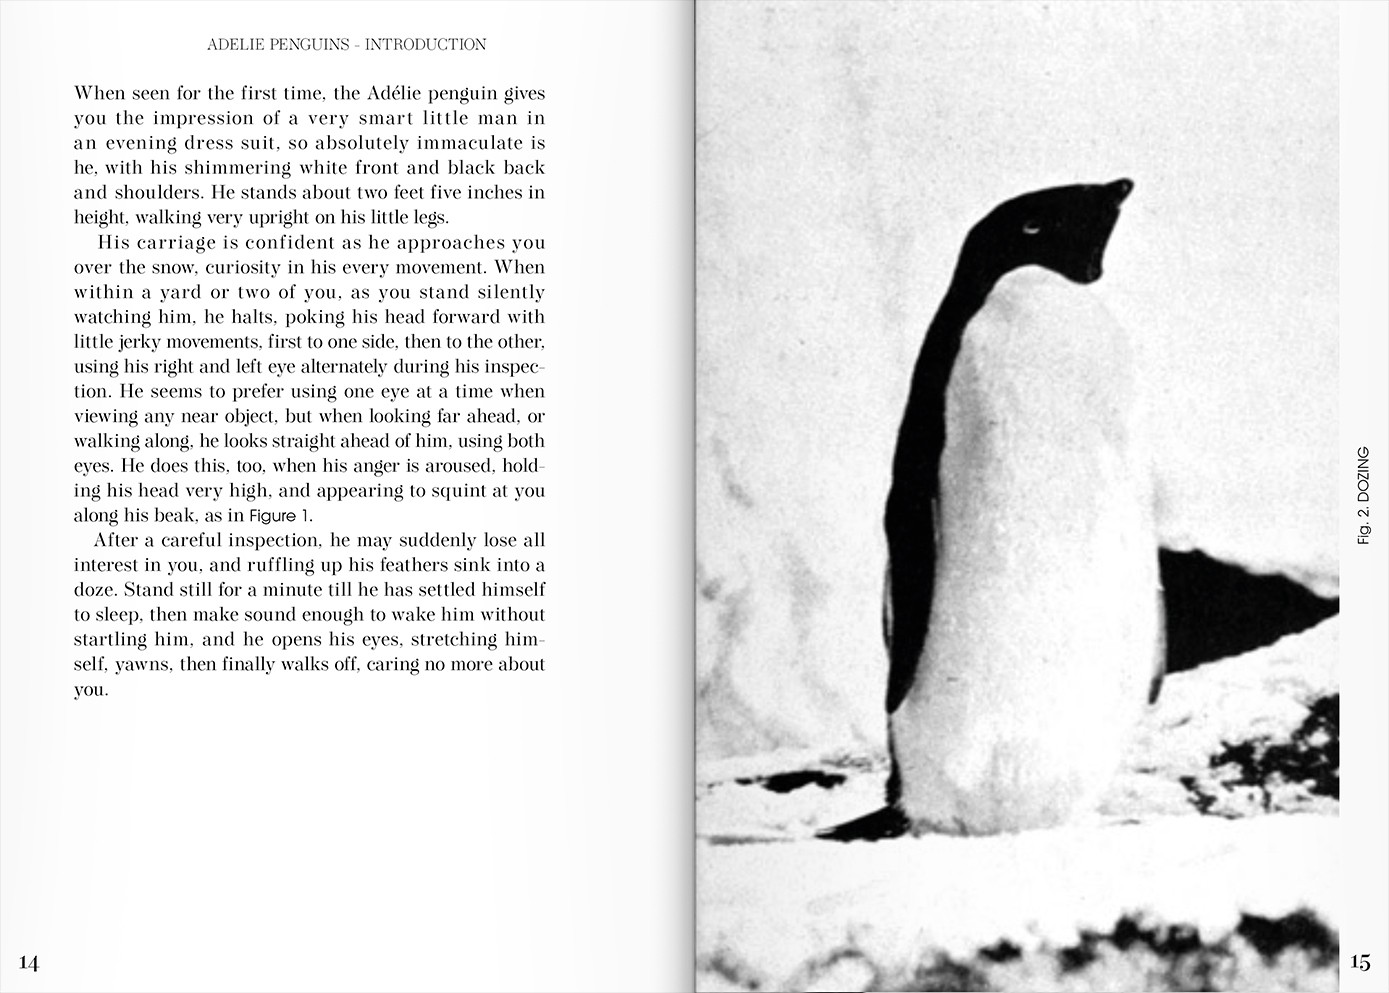 ADELIE PENGUINS - INTRODUCTION
When seen for the first time, the Adélie penguin gives
you the impression of a very smart little man in
an evening dress suit, so absolutely immaculate is
he, with his shimmering white front and black back
and shoulders. He stands about two feet five inches in
height, walking very upright on his little legs.
His carriage is confident as he approaches you
over the snow, curiosity in his every movement. When
within a yard or two of you, as you stand silently
watching him, he halts, poking his head forward with
little jerky movements, first to one side, then to the other,
using his right and left eye alternately during his inspec-
tion. He seems to prefer using one eye at a time when
viewing any near object, but when looking far ahead, or
walking along, he looks straight ahead of him, using both
eyes. He does this, too, when his anger is aroused, hold-
ing his head very high, and appearing to squint at you
along his beak, as in Figure 1.
After a careful inspection, he may suddenly lose all
interest in you, and ruffling up his feathers sink into a
doze. Stand still for a minute till he has settled himself
to sleep, then make sound enough to wake him without
startling him, and he opens his eyes, stretching him-
self, yawns, then finally walks off, caring no more about
you.
14
Fig. 2. DOZING
15